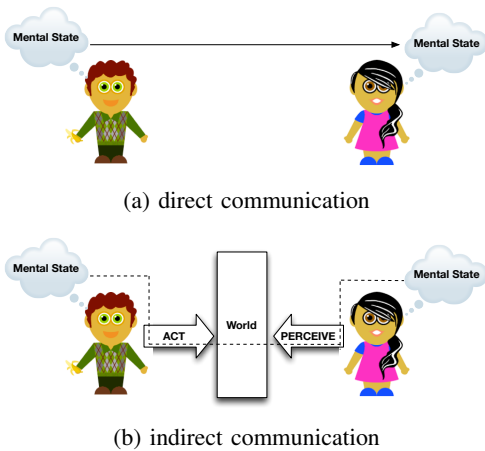 Mental State
Mental State
(a) direct communication
Mental State
Mental State
ACT
World
PERCEIVE
(b) indirect communication